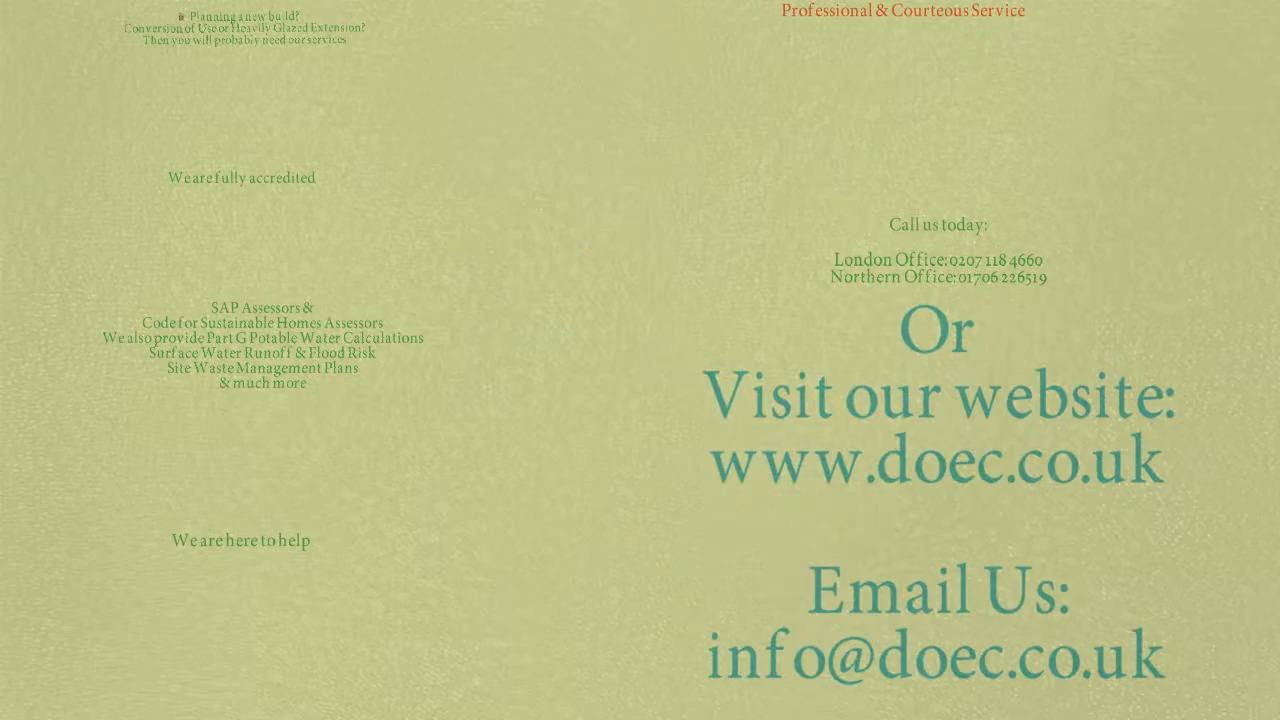 Planning a new build?
Conversion of Use or Heavily Glazed Extension?
Then you will probably need our services
We are fully accredited
SAP Assessors &
Code for Sustainable Homes Assessors
We also provide Part G Potable Water Calculations
Surface Water Runoff & Flood Risk
Site Waste Management Plans
& much more
We are here to help
Professional & Courteous Service
Call us today:
London Office: 0207 118 4660
Northern Office: 01706 226519
Or
Visit our website:
www.doec.co.uk
Email Us:
info@doec.co.uk